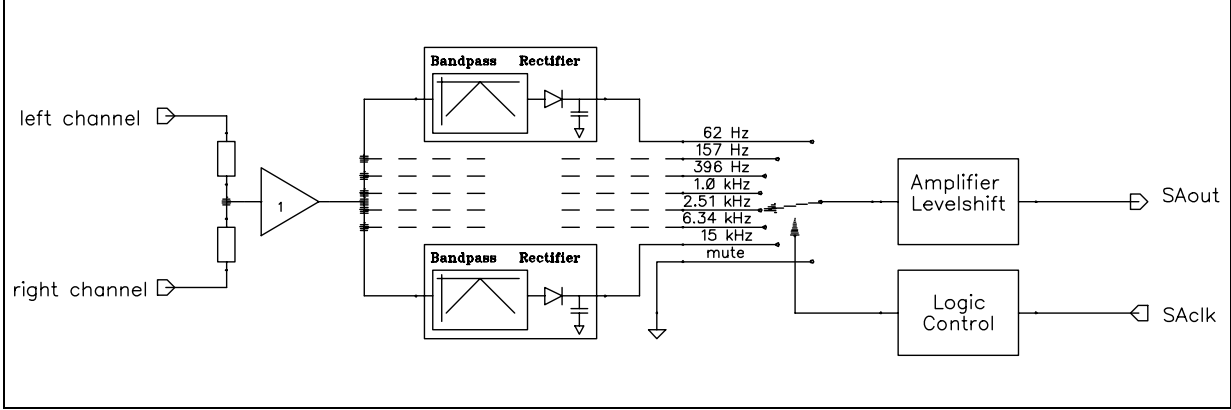 Bandpass Rectifier
left channel
62 Hz
157 Hz
396 Hz
1.0 kHz
2.51 kHz
6.34 kHz
15 kHz
mute
1
Amplifier
Levelshift
SAout
Bandpass Rectifier
right channel
Logic
Control
SAclk